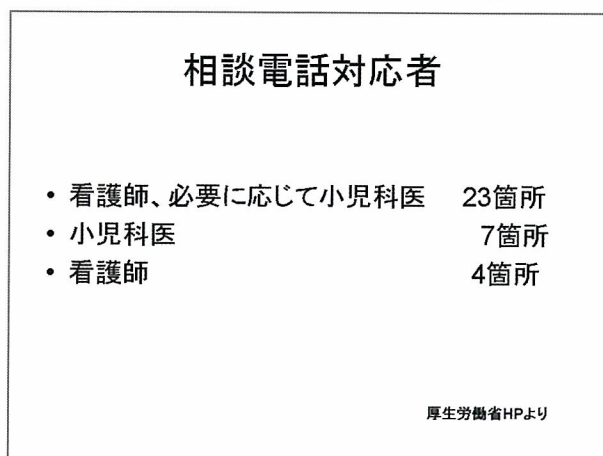 相談電話対応者
• 看護師、必要に応じて小児科医 23箇所
• 小児科医 7箇所
• 看護師 4箇所
厚生労働省HPより